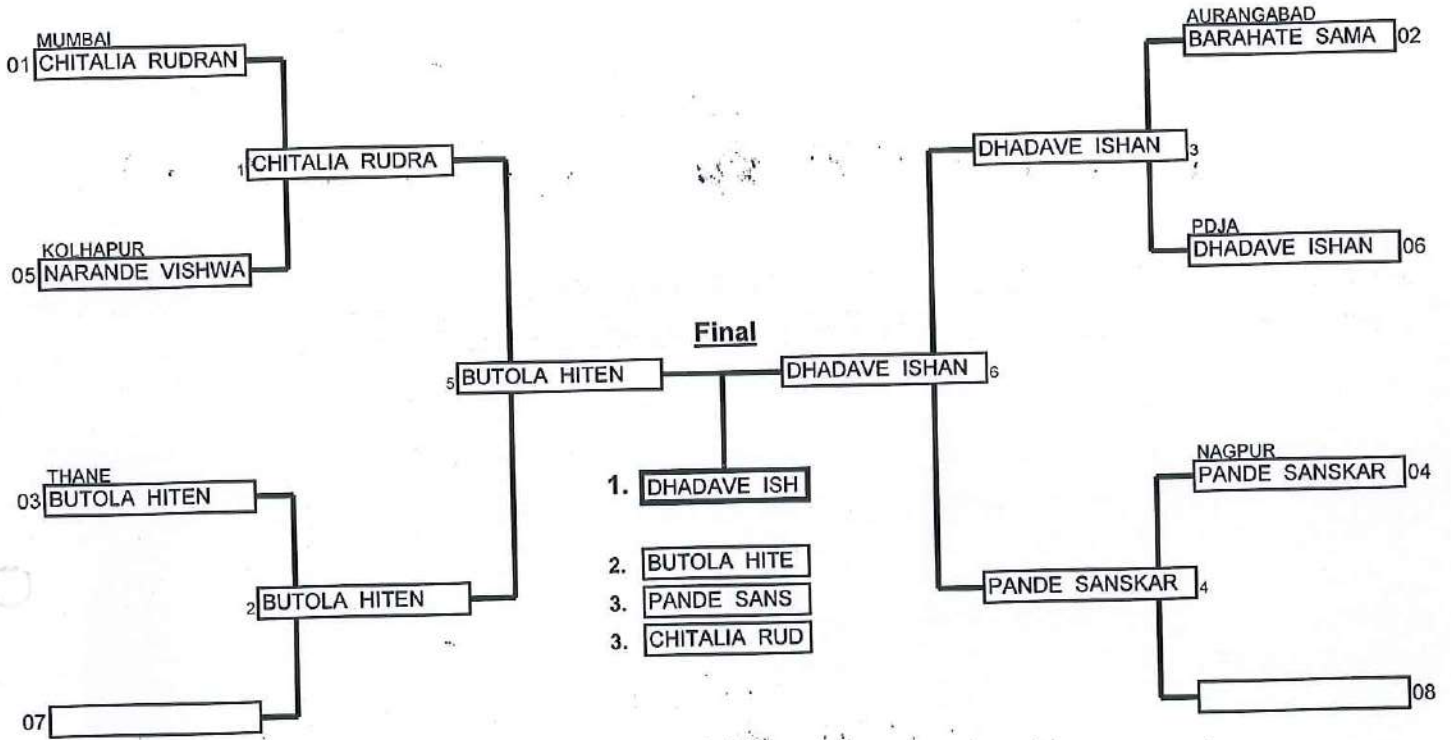 MUMBAI
01 CHITALIA RUDRAN
1 CHITALIA RUDRA
KOLHAPUR
05 NARANDE VISHWA
5 BUTOLA HITEN
THANE
03 BUTOLA HITEN
2 BUTOLA HITEN
07
Final
1. DHADAVE ISH
2. BUTOLA HITE
3. PANDE SANS
3. CHITALIA RUD
AURANGABAD
BARAHATE SAMA 02
DHADAVE ISHAN 3
PDJA
DHADAVE ISHAN 06
DHADAVE ISHAN 6
NAGPUR
PANDE SANSKAR 04
PANDE SANSKAR 4
08